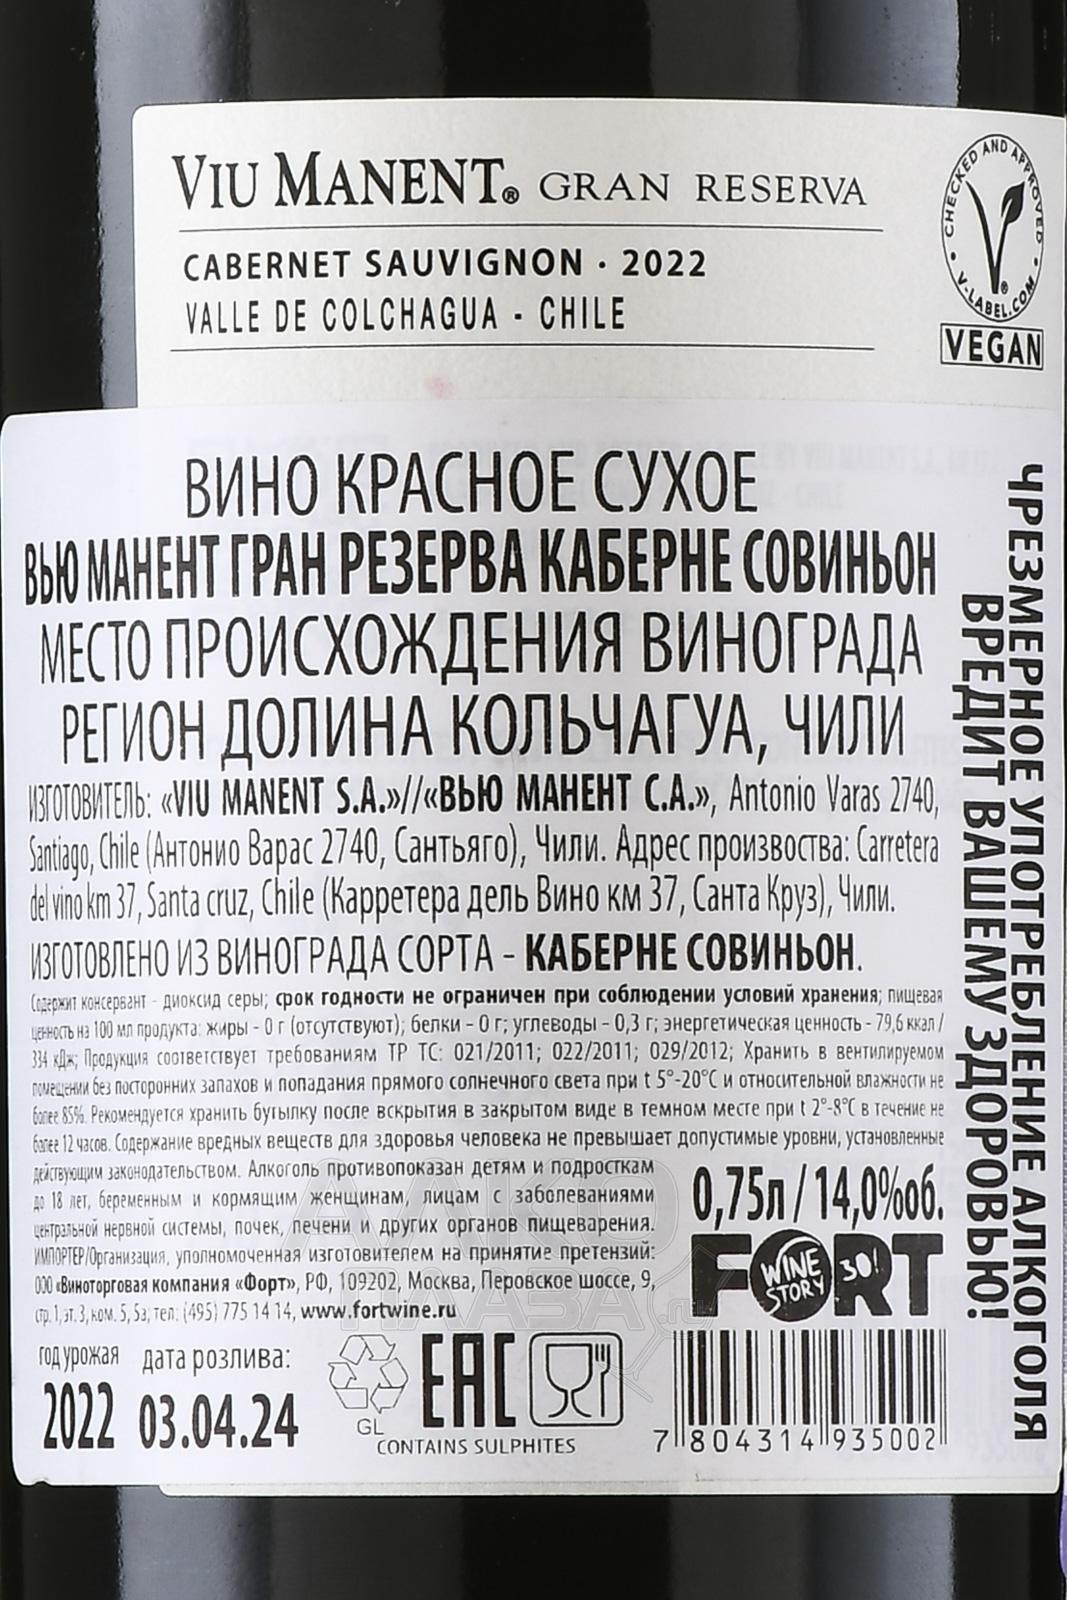 VIU MANENT® GRAN RESERVA
CABERNET SAUVIGNON · 2022
VALLE DE COLCHAGUA - CHILE
CHECKED AND APPROVED
• V-LABEL.COM •
VEGAN
ВИНО КРАСНОЕ СУХОЕ
ВЬЮ МАНЕНТ ГРАН РЕЗЕРВА КАБЕРНЕ СОВИНЬОН
МЕСТО ПРОИСХОЖДЕНИЯ ВИНОГРАДА
РЕГИОН ДОЛИНА КОЛЬЧАГУА, ЧИЛИ
ИЗГОТОВИТЕЛЬ: «VIU MANENT S.A.»//«ВЬЮ МАНЕНТ С.А.», Antonio Varas 2740,
Santiago, Chile (Антонио Варас 2740, Сантьяго), Чили. Адрес произвоства: Carretera
del vino km 37, Santa cruz, Chile (Карретера дель Вино км 37, Санта Круз), Чили.
ИЗГОТОВЛЕНО ИЗ ВИНОГРАДА СОРТА - КАБЕРНЕ СОВИНЬОН.
Содержит консервант - диоксид серы; срок годности не ограничен при соблюдении условий хранения; пищевая
ценность на 100 мл продукта: жиры - 0 г (отсутствуют); белки - 0 г; углеводы - 0,3 г; энергетическая ценность - 79,6 ккал /
334 кДж; Продукция соответствует требованиям ТР ТС: 021/2011; 022/2011; 029/2012; Хранить в вентилируемом
помещении без посторонних запахов и попадания прямого солнечного света при t 5°-20°C и относительной влажности не
более 85%. Рекомендуется хранить бутылку после вскрытия в закрытом виде в темном месте при t 2°-8°C в течение не
более 12 часов. Содержание вредных веществ для здоровья человека не превышает допустимые уровни, установленные
действующим законодательством. Алкоголь противопоказан детям и подросткам
до 18 лет, беременным и кормящим женщинам, лицам с заболеваниями
центральной нервной системы, почек, печени и других органов пищеварения.
ИМПОРТЕР/Организация, уполномоченная изготовителем на принятие претензий:
ООО «Виноторговая компания «Форт», РФ, 109202, Москва, Перовское шоссе, 9,
стр. 1, эт. 3, ком. 5, 5а; тел.: (495) 775 14 14, www.fortwine.ru
0,75л / 14,0%об.
FORT
WINE STORY 30!
год урожая
2022
дата розлива:
03.04.24
GL
EAC
CONTAINS SULPHITES
7 804314 935002
ЧРЕЗМЕРНОЕ УПОТРЕБЛЕНИЕ АЛКОГОЛЯ
ВРЕДИТ ВАШЕМУ ЗДОРОВЬЮ!
АЛКО
ПЛАЗА.ru